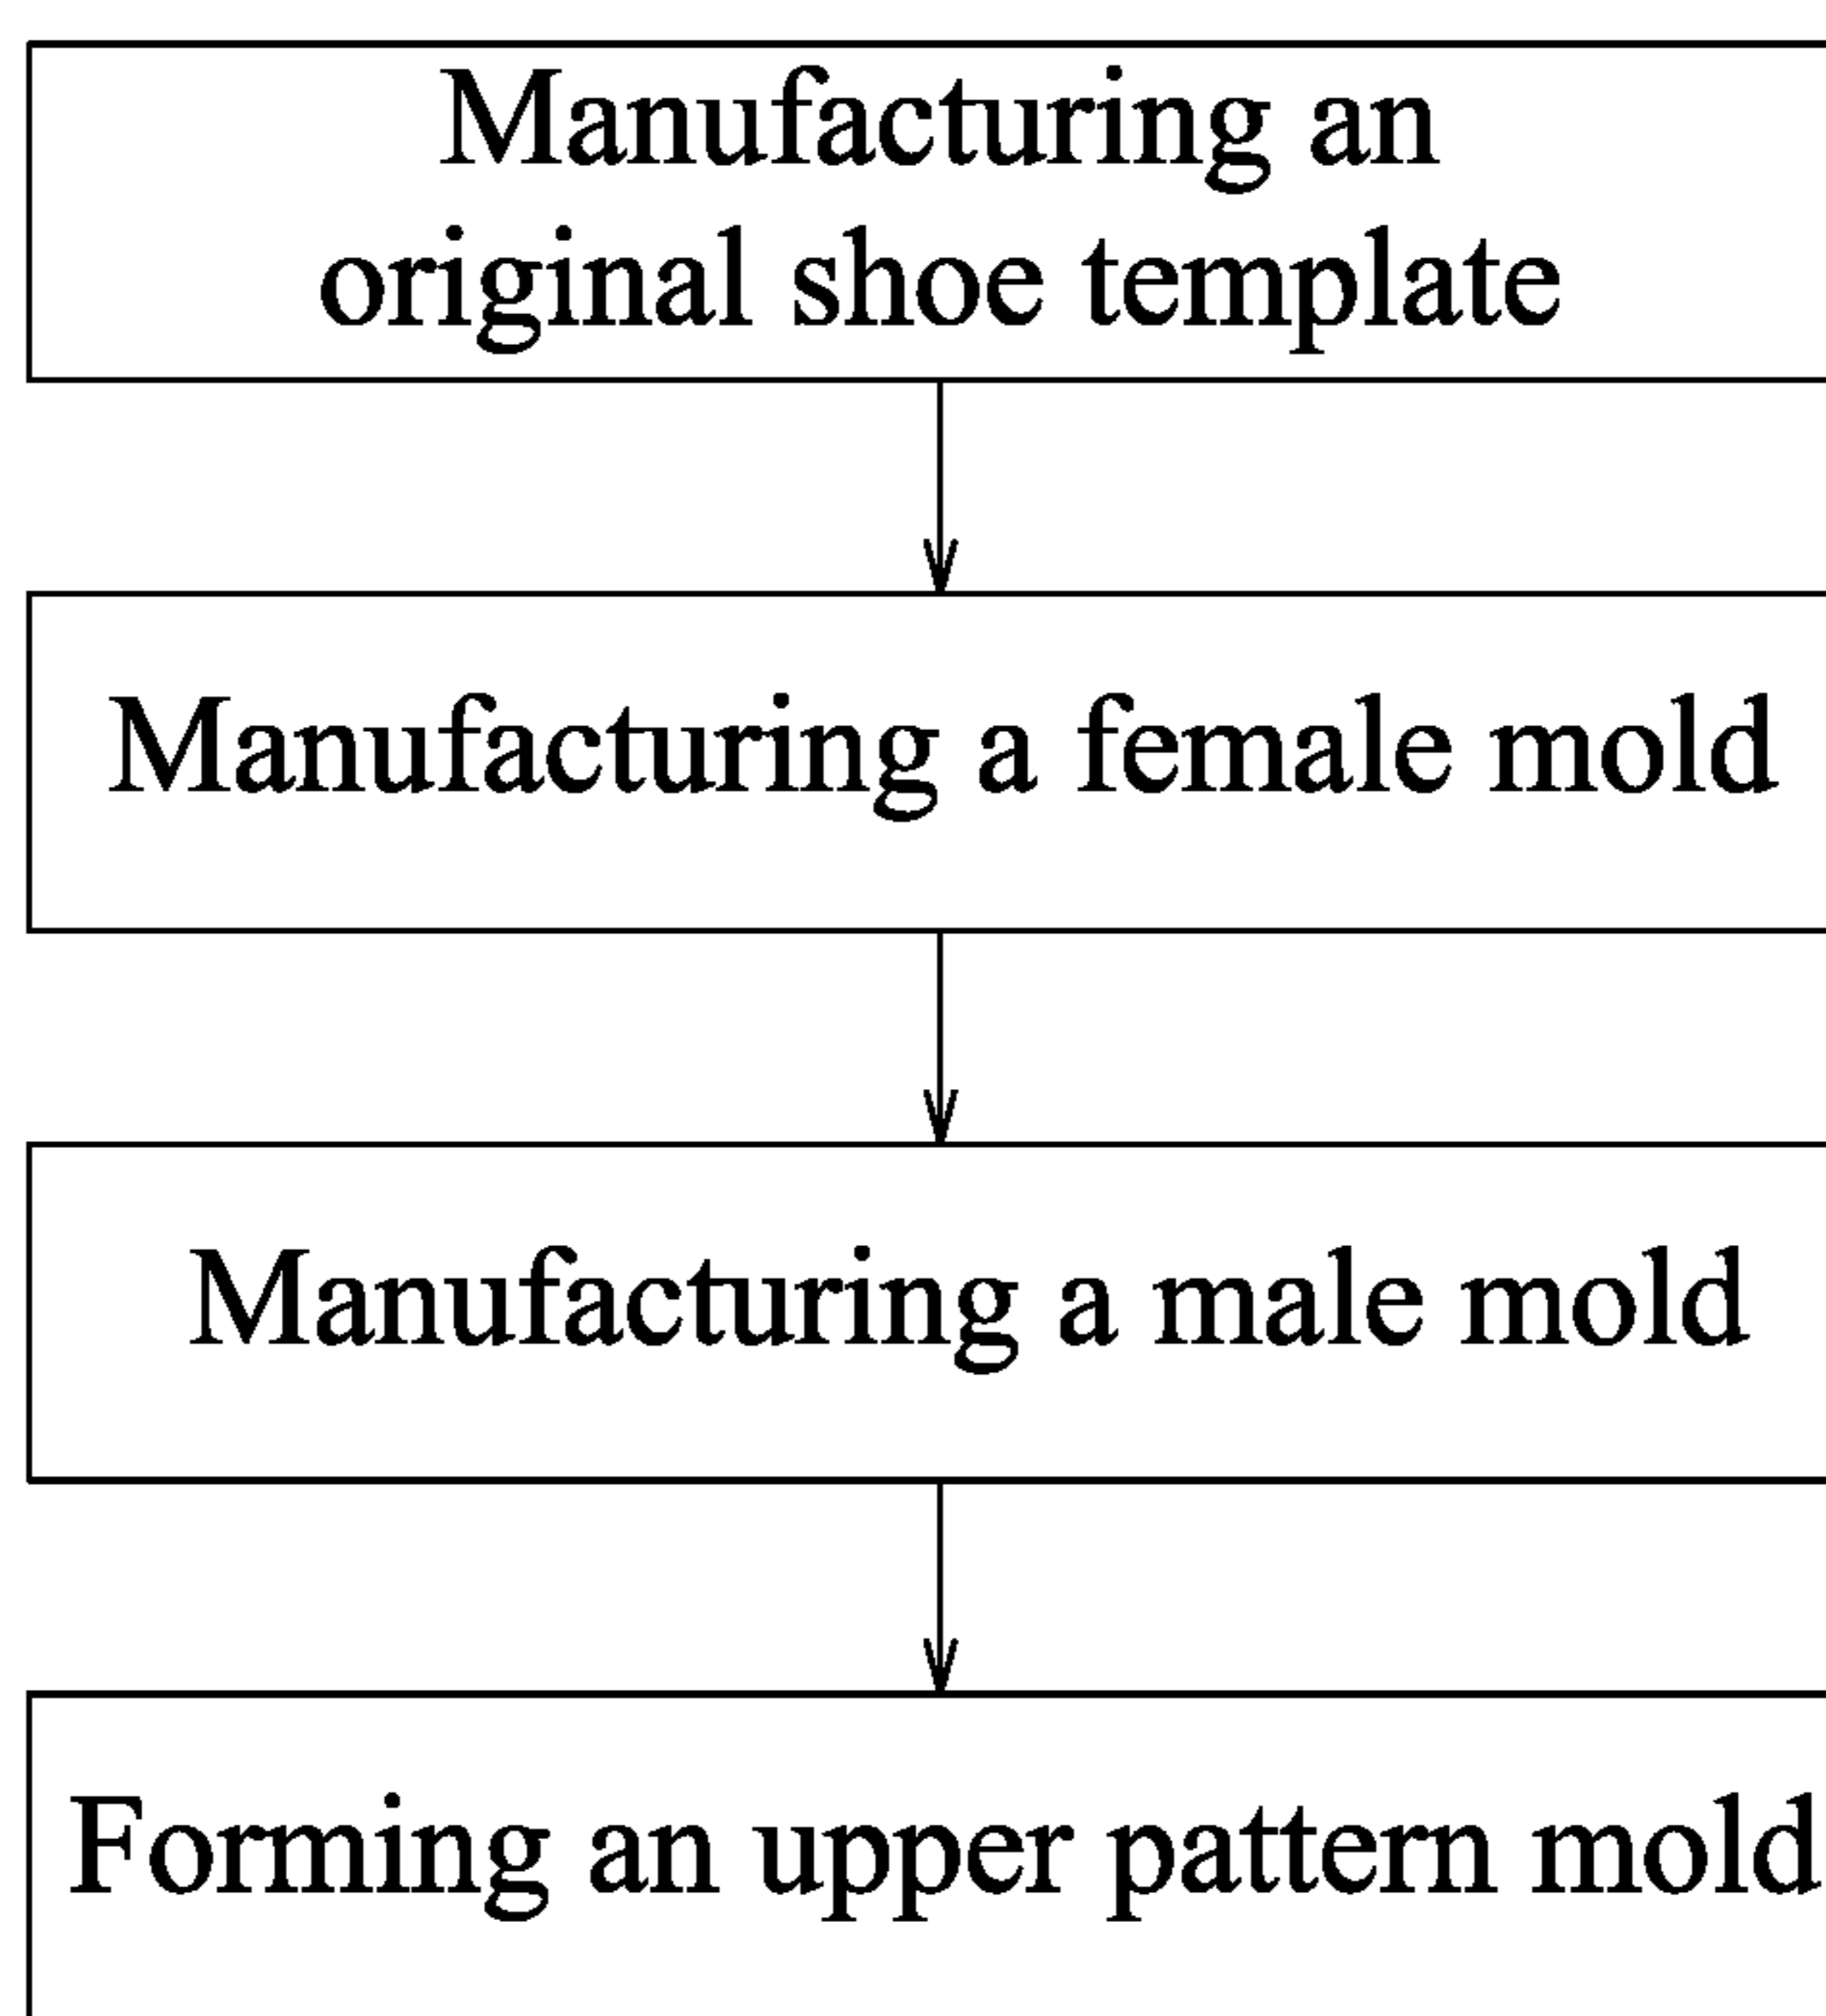 Manufacturing an
original shoe template
Manufacturing a female mold
Manufacturing a male mold
Forming an upper pattern mold